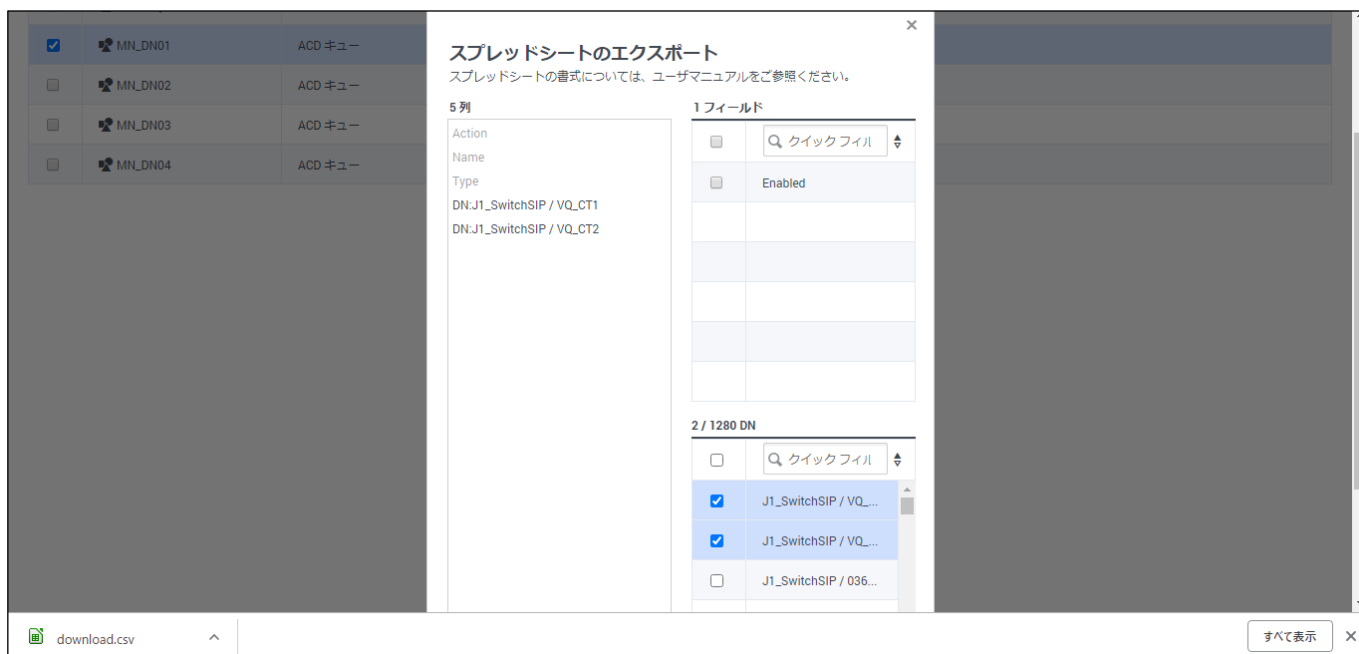 MN_DN01 ACD キュー
MN_DN02 ACD キュー
MN_DN03 ACD キュー
MN_DN04 ACD キュー
×
スプレッドシートのエクスポート
スプレッドシートの書式については、ユーザマニュアルをご参照ください。
5 列
Action
Name
Type
DN:J1_SwitchSIP / VQ_CT1
DN:J1_SwitchSIP / VQ_CT2
1 フィールド
クイック フィル
Enabled
2 / 1280 DN
クイック フィル
J1_SwitchSIP / VQ_...
J1_SwitchSIP / VQ_...
J1_SwitchSIP / 036...
download.csv
すべて表示
×